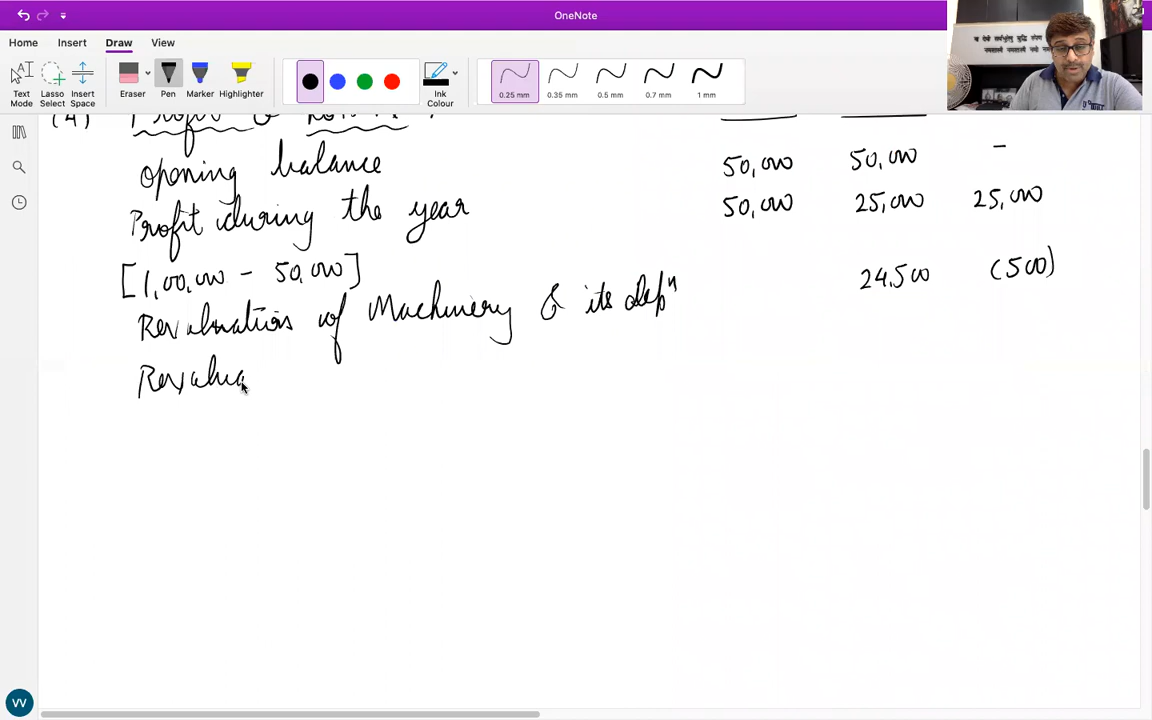 OneNote
Home Insert Draw View
Text Mode
Lasso Select
Insert Space
Eraser
Pen
Marker
Highlighter
Ink Colour
0.25 mm
0.35 mm
0.5 mm
0.7 mm
1 mm
(4) Profit &
opening balance 50,000 50,000 -
Profit during the year 50,000 25,000 25,000
[1,00,000 - 50,000]
Revaluation of Machinery & its depⁿ 24,500 (500)
Revalua
VV